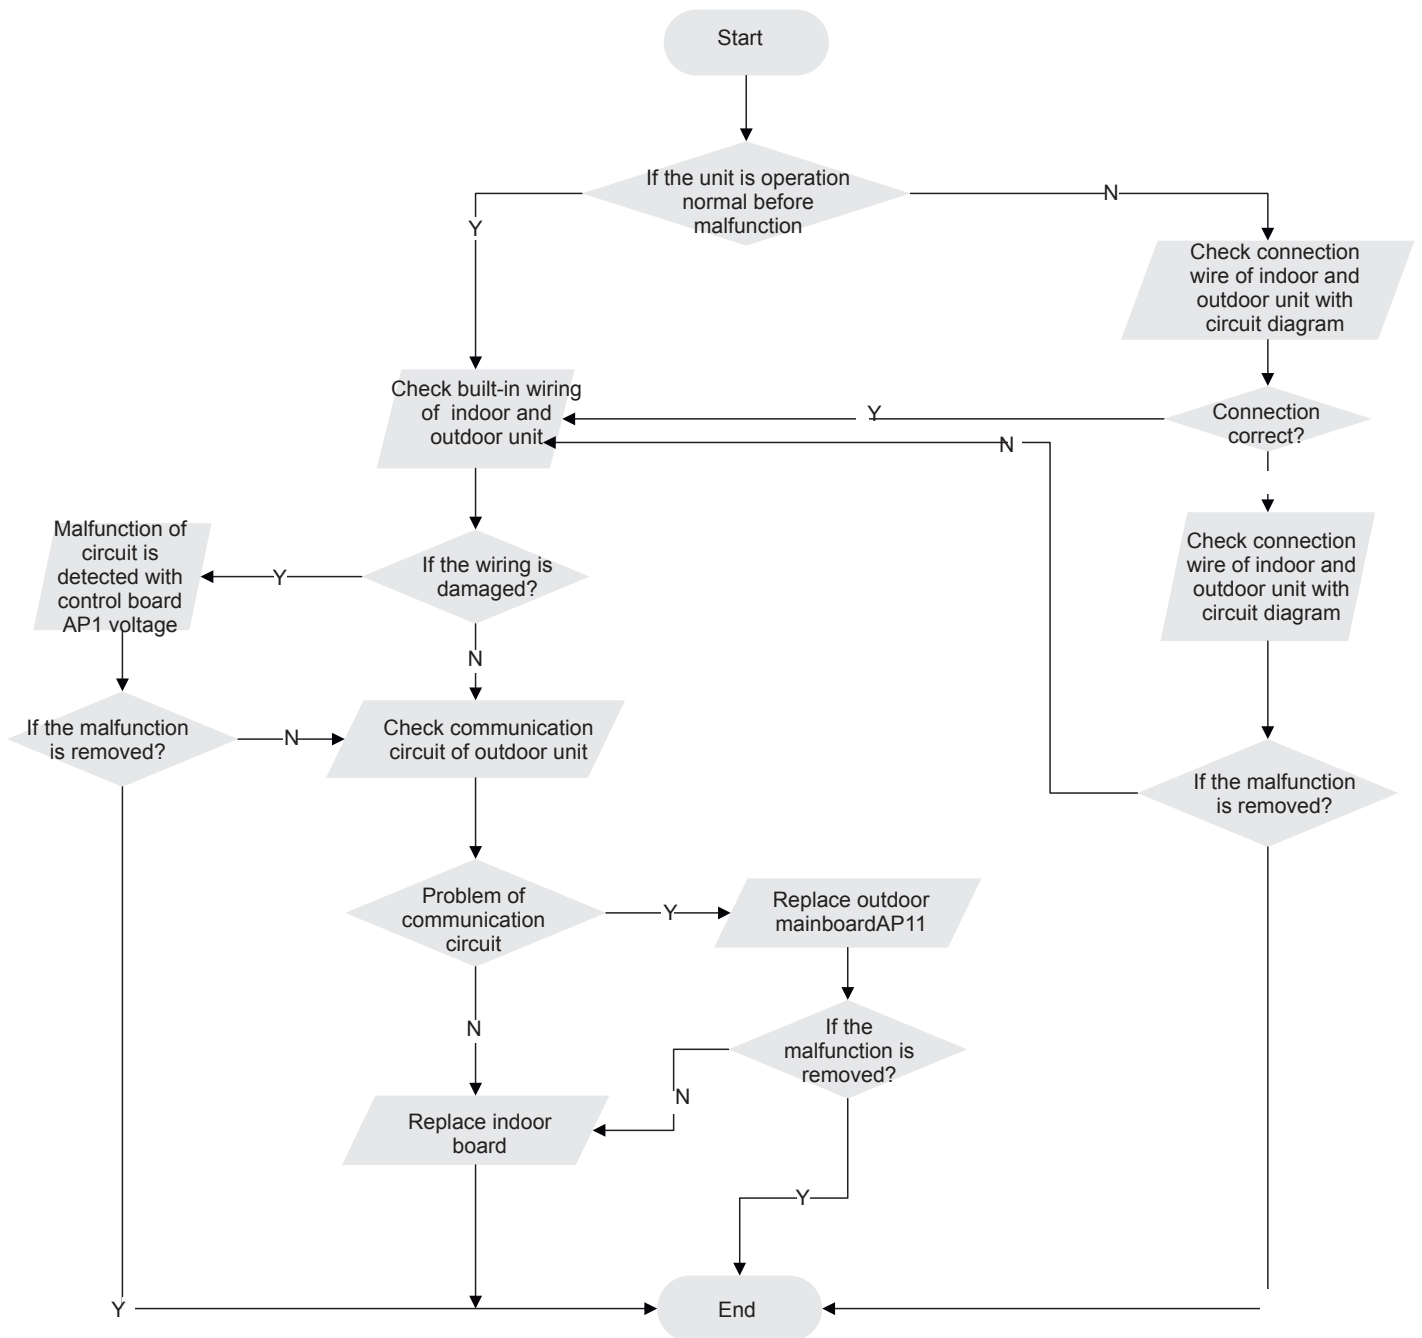 Start
If the unit is operation
normal before
malfunction
Y
N
Check connection
wire of indoor and
outdoor unit with
circuit diagram
Check built-in wiring
of indoor and
outdoor unit
Y
Connection
correct?
N
Malfunction of
circuit is
detected with
control board
AP1 voltage
Y
If the wiring is
damaged?
Check connection
wire of indoor and
outdoor unit with
circuit diagram
N
If the malfunction
is removed?
N
Check communication
circuit of outdoor unit
If the malfunction
is removed?
Problem of
communication
circuit
Y
Replace outdoor
mainboardAP11
N
If the
malfunction is
removed?
N
Replace indoor
board
Y
Y
End